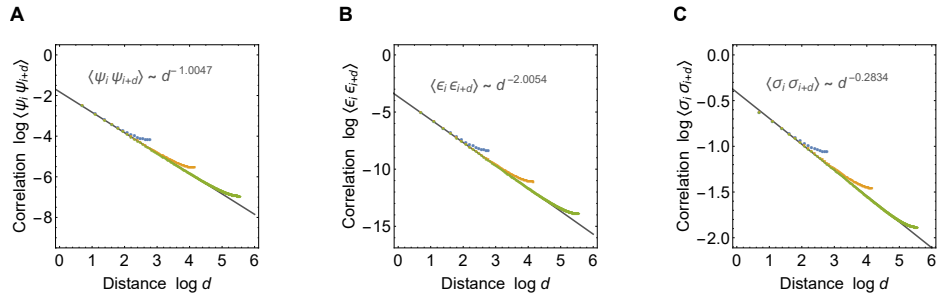 A
B
C
⟨ψ_i ψ_{i+d}⟩ ~ d^{-1.0047}
Correlation log ⟨ψ_i ψ_{i+d}⟩
0
−2
−4
−6
−8
0 1 2 3 4 5 6
Distance log d
⟨ϵ_i ϵ_{i+d}⟩ ~ d^{-2.0054}
Correlation log ⟨ϵ_i ϵ_{i+d}⟩
0
−5
−10
−15
0 1 2 3 4 5 6
Distance log d
⟨σ_i σ_{i+d}⟩ ~ d^{-0.2834}
Correlation log ⟨σ_i σ_{i+d}⟩
0.0
−0.5
−1.0
−1.5
−2.0
0 1 2 3 4 5 6
Distance log d